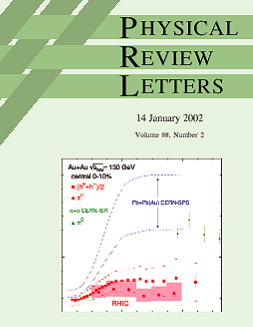 PHYSICAL
REVIEW
LETTERS
14 January 2002
Volume 88, Number 2
Au+Au √sNN = 130 GeV
central 0-10%
(h⁺+h⁻)/2
π⁰
Pb+Pb(Au) CERN-SPS
α+α CERN-ISR
π⁰
RHIC